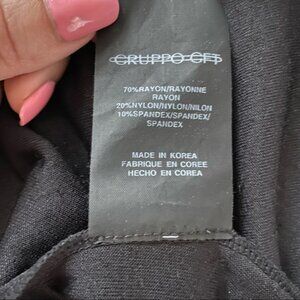 GRUPPO GFT
70%RAYON/RAYONNE
RAYON
20%NYLON/NYLON/NILON
10%SPANDEX/SPANDEX/
SPANDEX
MADE IN KOREA
FABRIQUE EN COREE
HECHO EN COREA